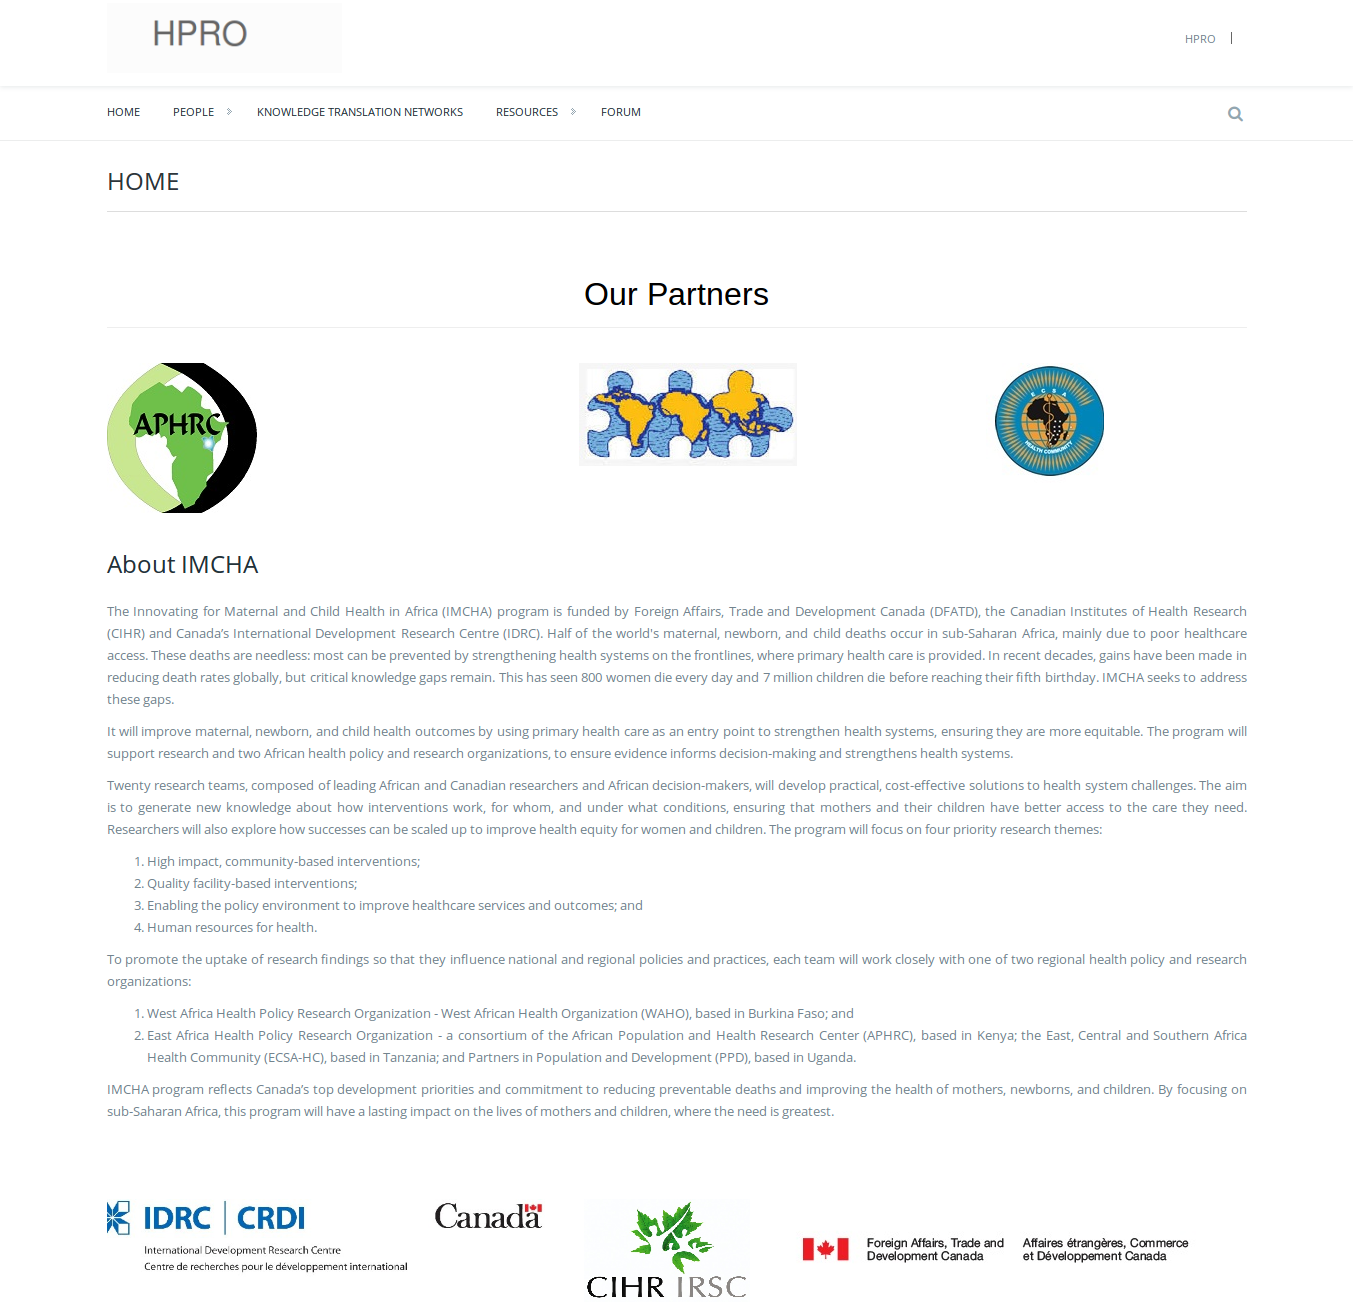 HPRO
HPRO
HOME PEOPLE KNOWLEDGE TRANSLATION NETWORKS RESOURCES FORUM
HOME
Our Partners
APHRC
ECSA
HEALTH COMMUNITY
About IMCHA
The Innovating for Maternal and Child Health in Africa (IMCHA) program is funded by Foreign Affairs, Trade and Development Canada (DFATD), the Canadian Institutes of Health Research
(CIHR) and Canada’s International Development Research Centre (IDRC). Half of the world's maternal, newborn, and child deaths occur in sub-Saharan Africa, mainly due to poor healthcare
access. These deaths are needless: most can be prevented by strengthening health systems on the frontlines, where primary health care is provided. In recent decades, gains have been made in
reducing death rates globally, but critical knowledge gaps remain. This has seen 800 women die every day and 7 million children die before reaching their fifth birthday. IMCHA seeks to address
these gaps.
It will improve maternal, newborn, and child health outcomes by using primary health care as an entry point to strengthen health systems, ensuring they are more equitable. The program will
support research and two African health policy and research organizations, to ensure evidence informs decision-making and strengthens health systems.
Twenty research teams, composed of leading African and Canadian researchers and African decision-makers, will develop practical, cost-effective solutions to health system challenges. The aim
is to generate new knowledge about how interventions work, for whom, and under what conditions, ensuring that mothers and their children have better access to the care they need.
Researchers will also explore how successes can be scaled up to improve health equity for women and children. The program will focus on four priority research themes:
1. High impact, community-based interventions;
2. Quality facility-based interventions;
3. Enabling the policy environment to improve healthcare services and outcomes; and
4. Human resources for health.
To promote the uptake of research findings so that they influence national and regional policies and practices, each team will work closely with one of two regional health policy and research
organizations:
1. West Africa Health Policy Research Organization - West African Health Organization (WAHO), based in Burkina Faso; and
2. East Africa Health Policy Research Organization - a consortium of the African Population and Health Research Center (APHRC), based in Kenya; the East, Central and Southern Africa
Health Community (ECSA-HC), based in Tanzania; and Partners in Population and Development (PPD), based in Uganda.
IMCHA program reflects Canada’s top development priorities and commitment to reducing preventable deaths and improving the health of mothers, newborns, and children. By focusing on
sub-Saharan Africa, this program will have a lasting impact on the lives of mothers and children, where the need is greatest.
IDRC | CRDI
International Development Research Centre
Centre de recherches pour le développement international
Canada
CIHR IRSC
Foreign Affairs, Trade and
Development Canada
Affaires étrangères, Commerce
et Développement Canada